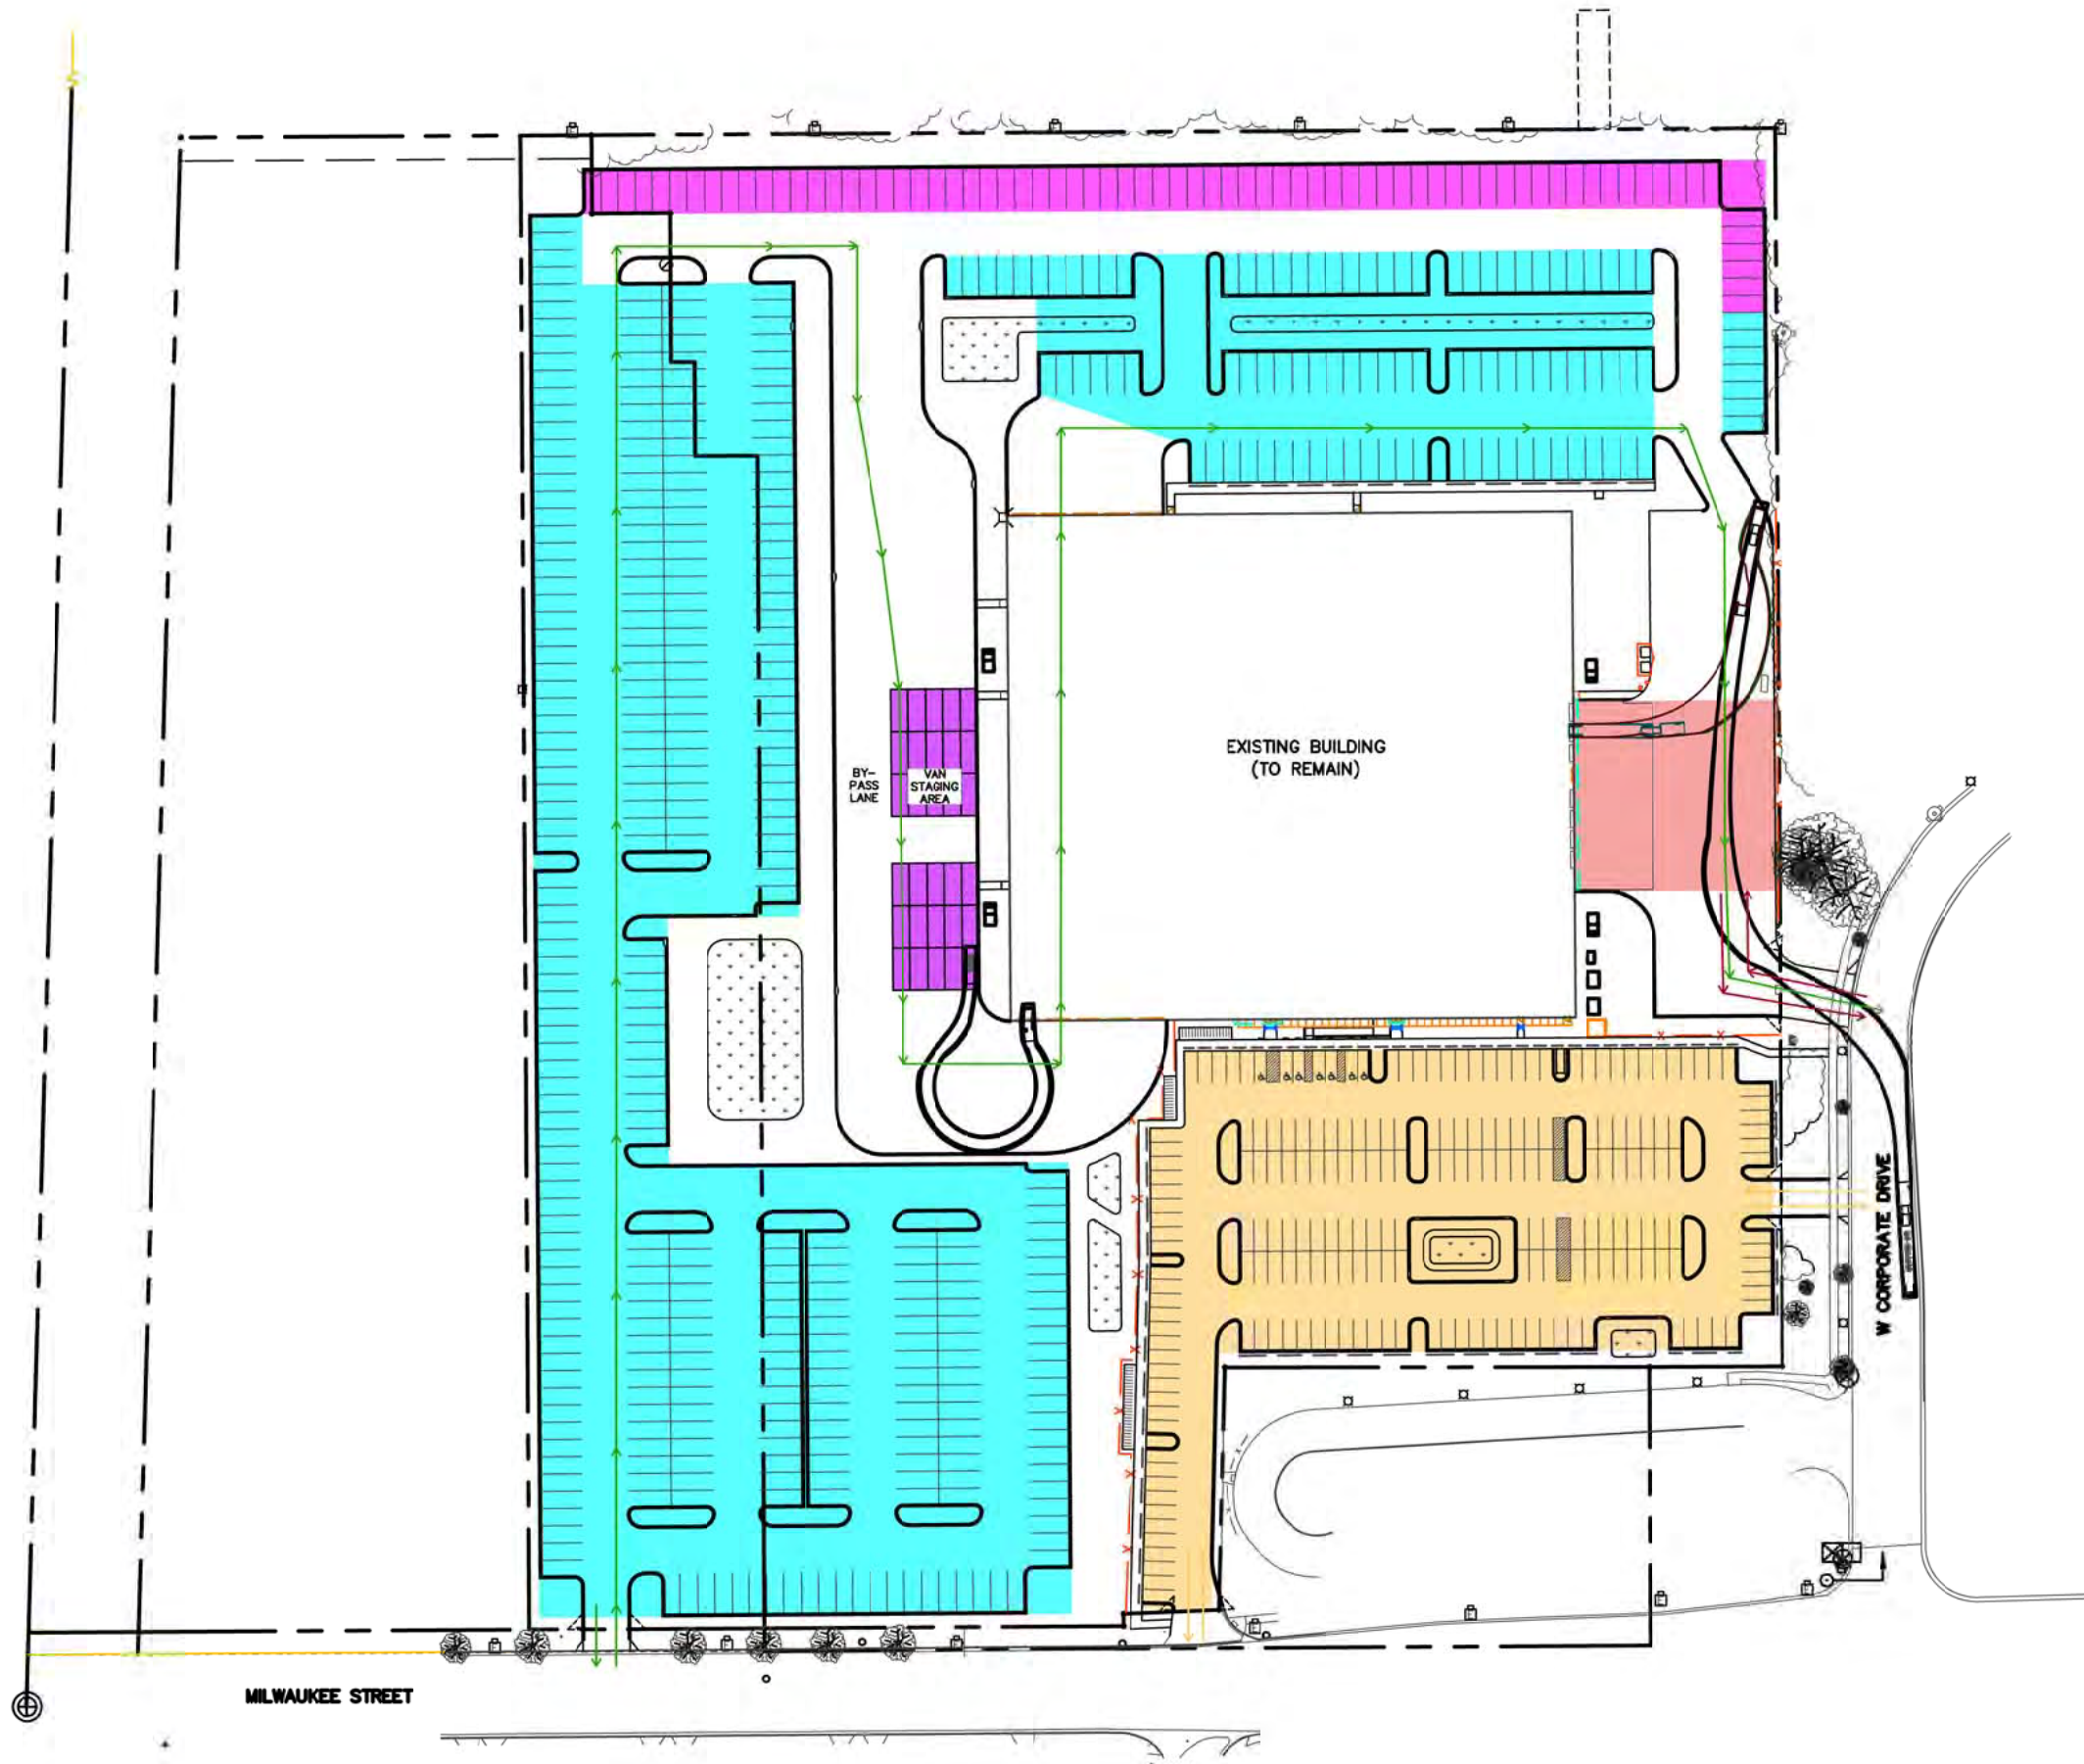 BY-
PASS
LANE
VAN
STAGING
AREA
EXISTING BUILDING
(TO REMAIN)
W CORPORATE DRIVE
MILWAUKEE STREET